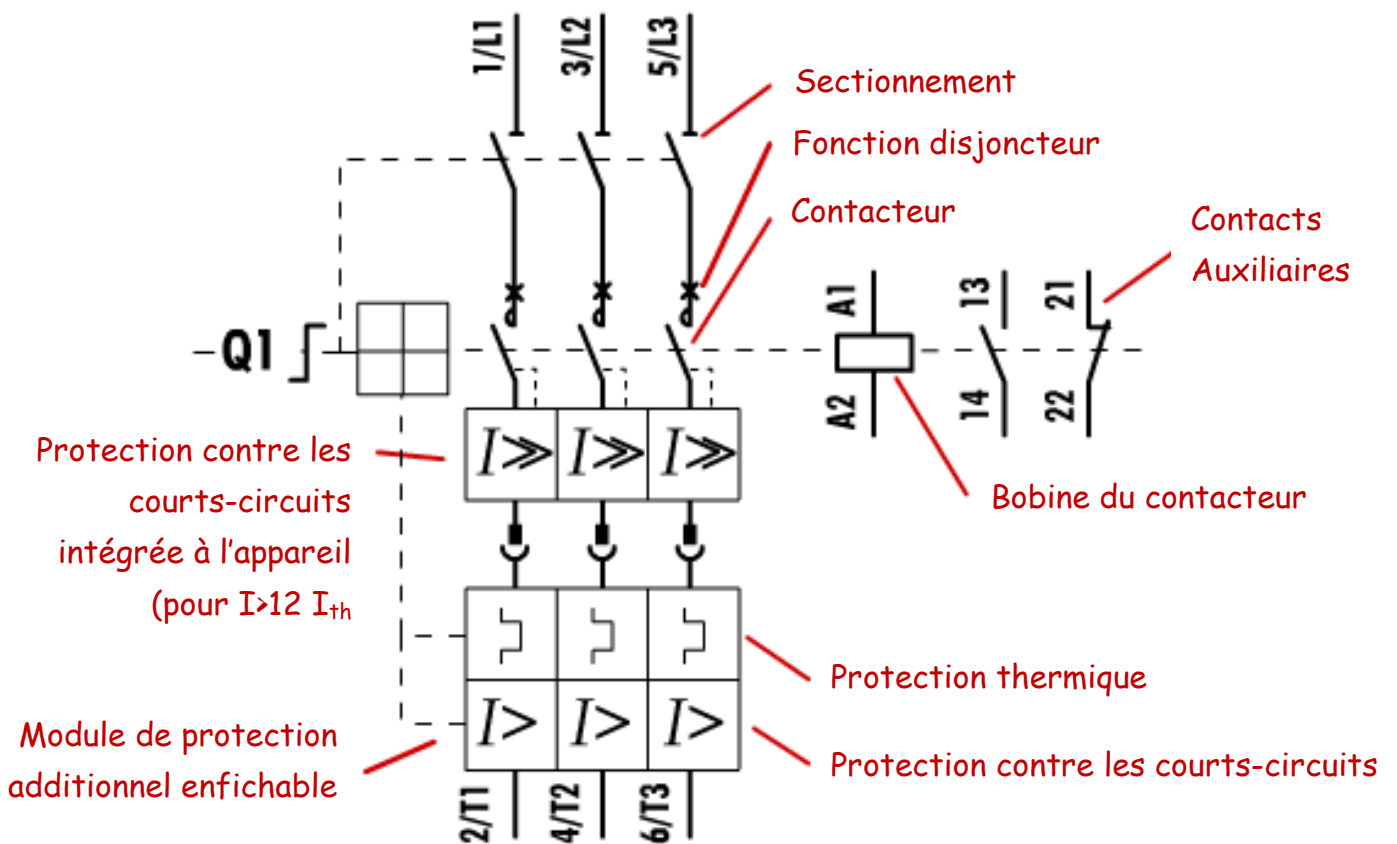 1/L1
3/L2
5/L3
Sectionnement
Fonction disjoncteur
Contacteur
Contacts
Auxiliaires
A1
13
21
-Q1
A2
14
22
Protection contre les
courts-circuits
intégrée à l'appareil
(pour I>12 Ith
I>>
I>>
I>>
Bobine du contacteur
Protection thermique
Module de protection
additionnel enfichable
I>
I>
I>
Protection contre les courts-circuits
2/T1
4/T2
6/T3